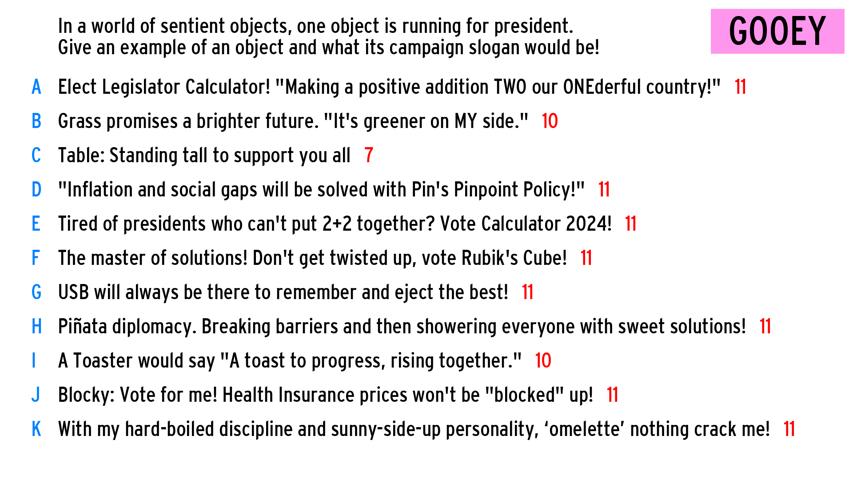 In a world of sentient objects, one object is running for president.
Give an example of an object and what its campaign slogan would be!
GOOEY
A Elect Legislator Calculator! "Making a positive addition TWO our ONEderful country!" 11
B Grass promises a brighter future. "It's greener on MY side." 10
C Table: Standing tall to support you all 7
D "Inflation and social gaps will be solved with Pin's Pinpoint Policy!" 11
E Tired of presidents who can't put 2+2 together? Vote Calculator 2024! 11
F The master of solutions! Don't get twisted up, vote Rubik's Cube! 11
G USB will always be there to remember and eject the best! 11
H Piñata diplomacy. Breaking barriers and then showering everyone with sweet solutions! 11
I A Toaster would say "A toast to progress, rising together." 10
J Blocky: Vote for me! Health Insurance prices won't be "blocked" up! 11
K With my hard-boiled discipline and sunny-side-up personality, ‘omelette’ nothing crack me! 11